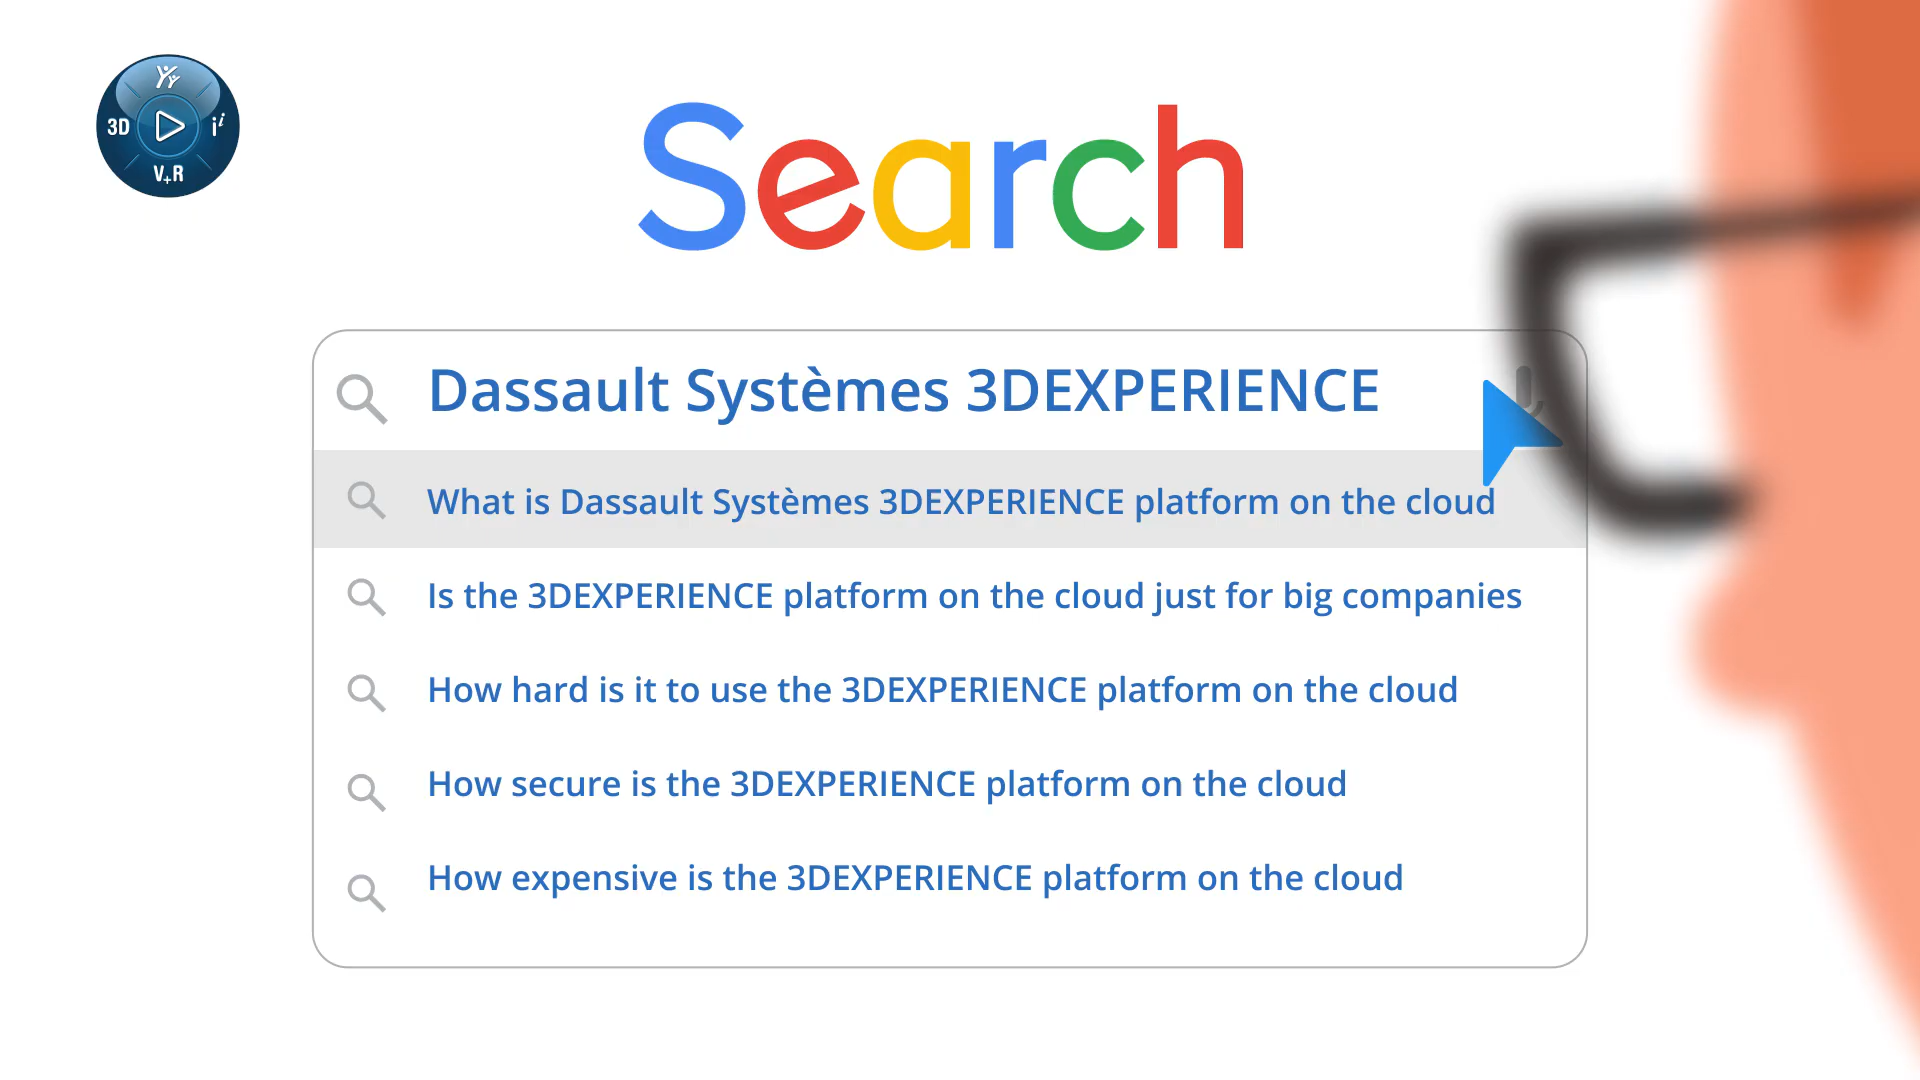 3D
i i
V+R
Search
Dassault Systèmes 3DEXPERIENCE
What is Dassault Systèmes 3DEXPERIENCE platform on the cloud
Is the 3DEXPERIENCE platform on the cloud just for big companies
How hard is it to use the 3DEXPERIENCE platform on the cloud
How secure is the 3DEXPERIENCE platform on the cloud
How expensive is the 3DEXPERIENCE platform on the cloud